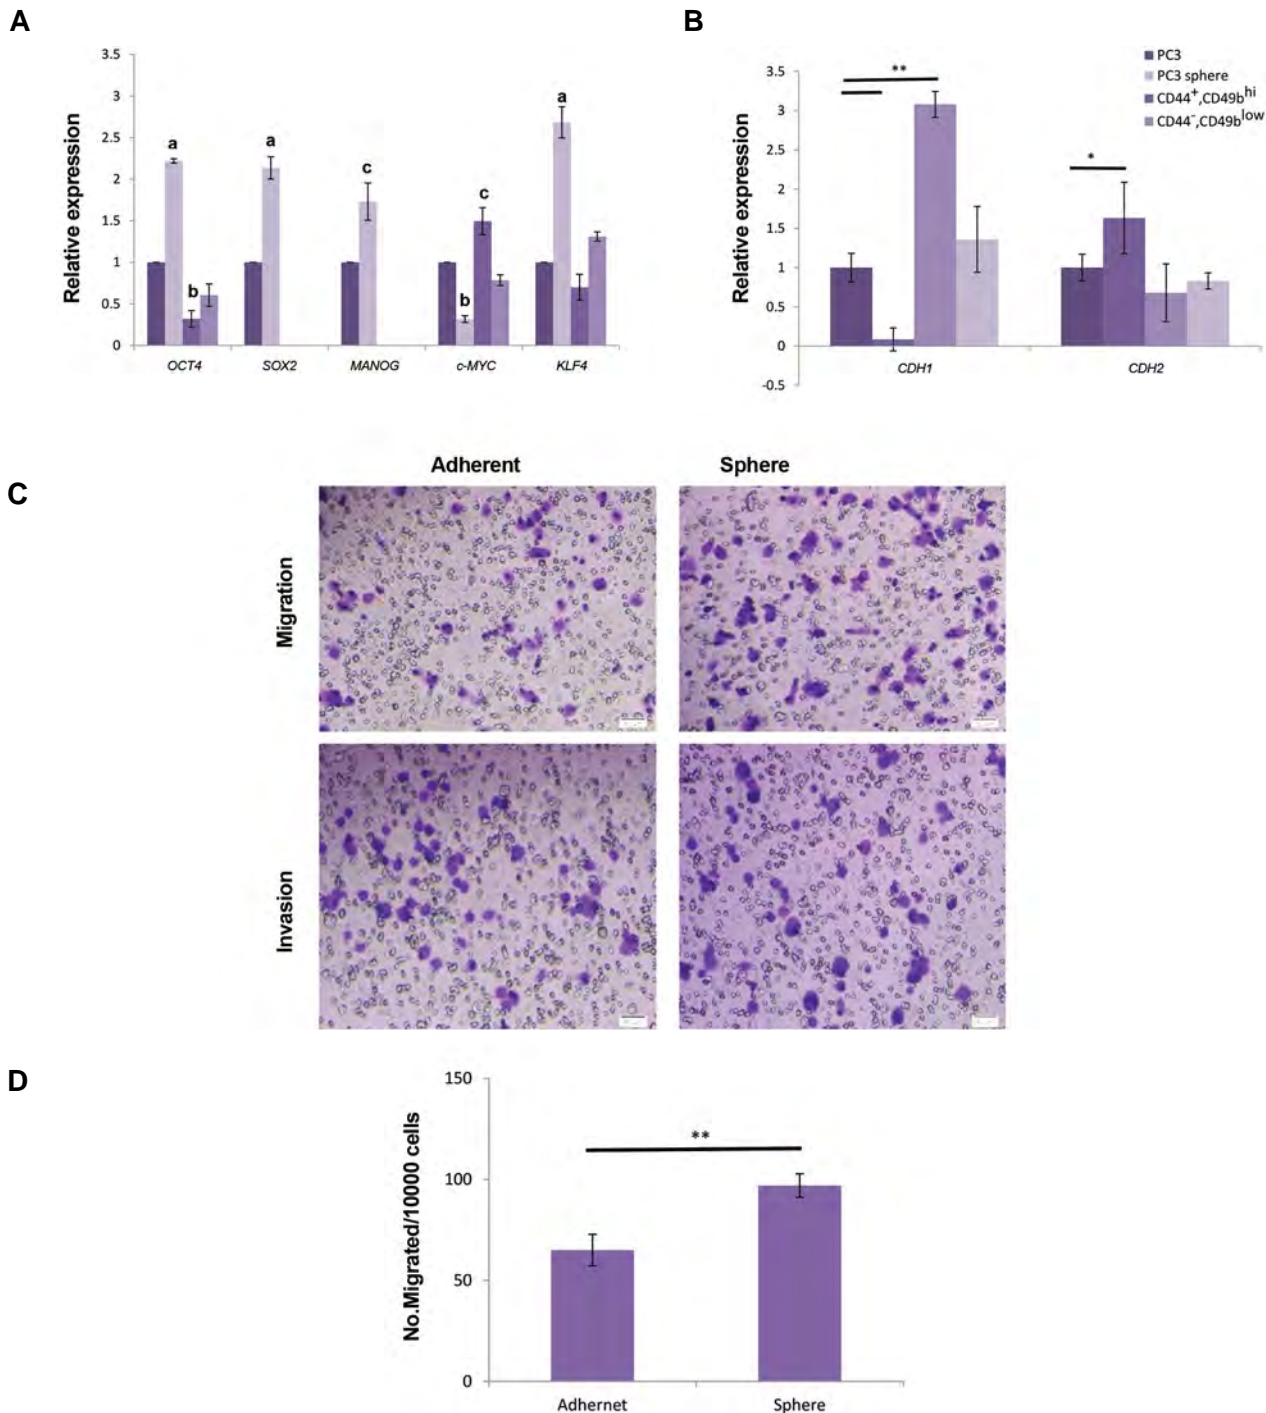 A
3.5
3
2.5
2
1.5
1
0.5
0
Relative expression
a
b
a
c
b
c
a
OCT4
SOX2
MANOG
c-MYC
KLF4
B
3.5
3
2.5
2
1.5
1
0.5
0
-0.5
Relative expression
**
*
CDH1
CDH2
PC3
PC3 sphere
CD44+,CD49bhi
CD44-,CD49blow
C
Adherent
Sphere
Migration
Invasion
D
150
100
50
0
No.Migrated/10000 cells
**
Adhernet
Sphere